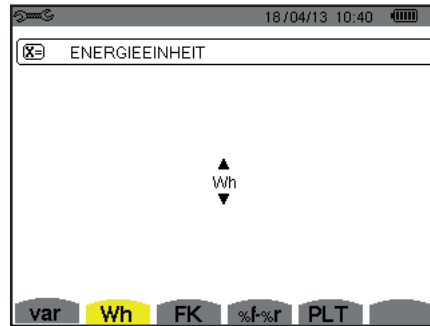 18/04/13 10:40
X= ENERGIEEINHEIT
Wh
var Wh FK %f-%r PLT